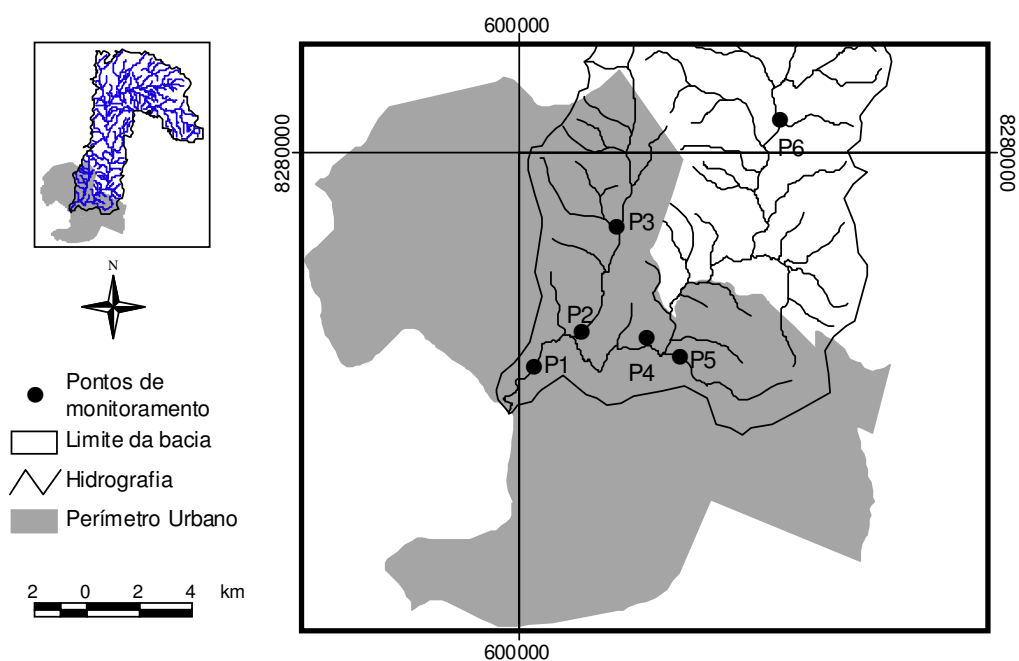 600000
8280000
8280000
P6
P3
P2
P1
P5
P4
N
Pontos de
monitoramento
Limite da bacia
Hidrografia
Perímetro Urbano
2 0 2 4 km
600000